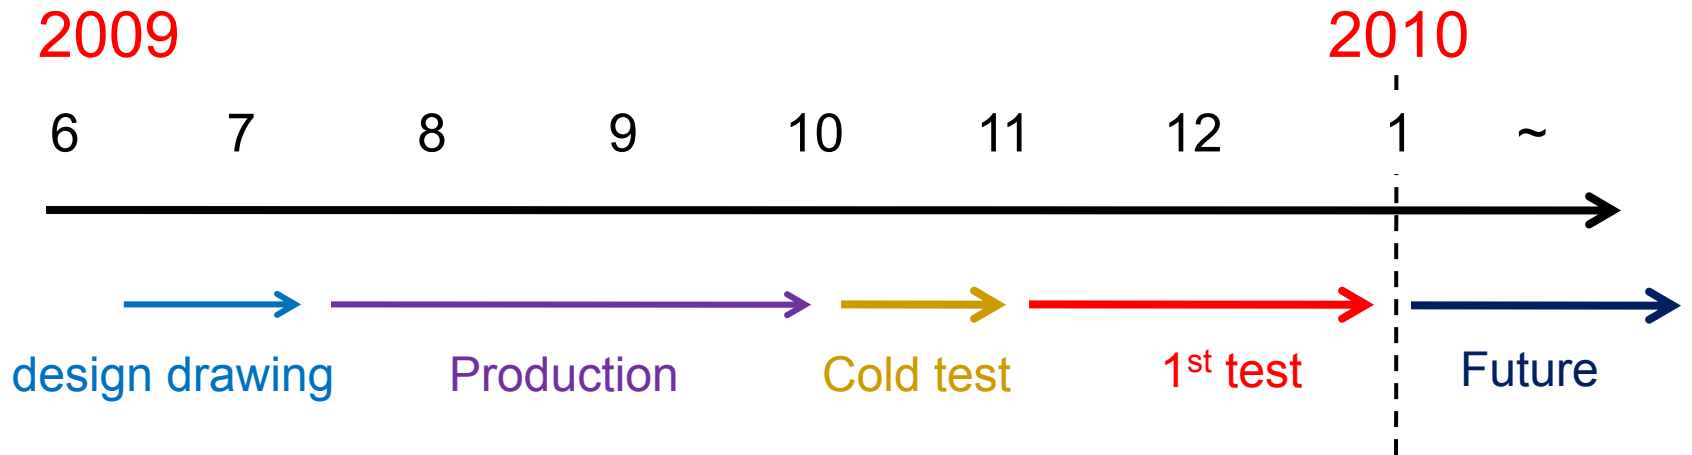 2009 2010
6 7 8 9 10 11 12 1 ~
design drawing Production Cold test 1st test Future